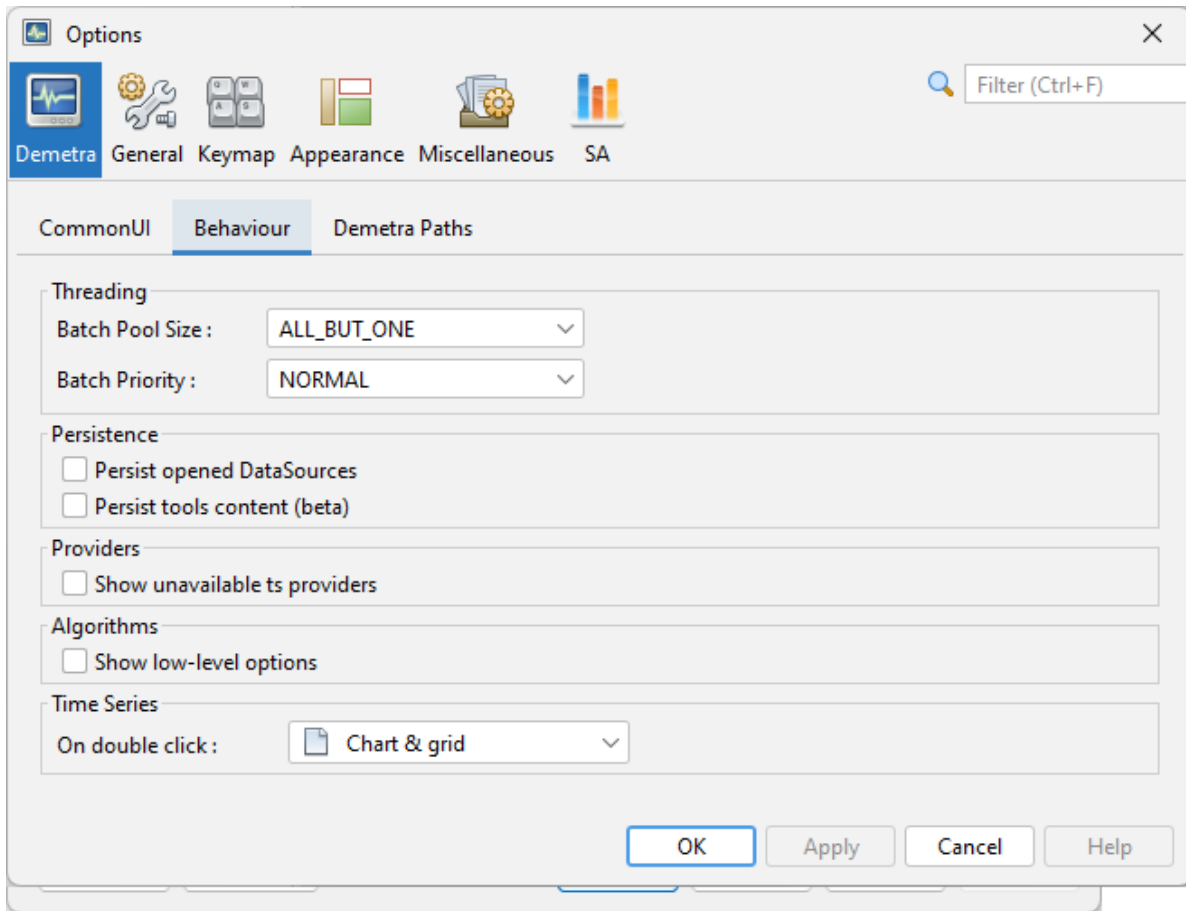 Options
Filter (Ctrl+F)
Demetra General Keymap Appearance Miscellaneous SA
CommonUI Behaviour Demetra Paths
Threading
Batch Pool Size : ALL_BUT_ONE
Batch Priority : NORMAL
Persistence
Persist opened DataSources
Persist tools content (beta)
Providers
Show unavailable ts providers
Algorithms
Show low-level options
Time Series
On double click : Chart & grid
OK Apply Cancel Help